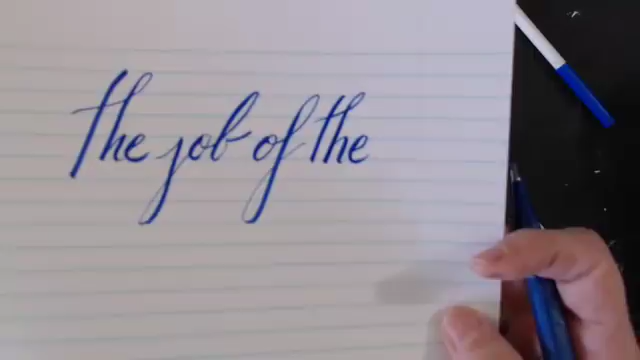 the job of the